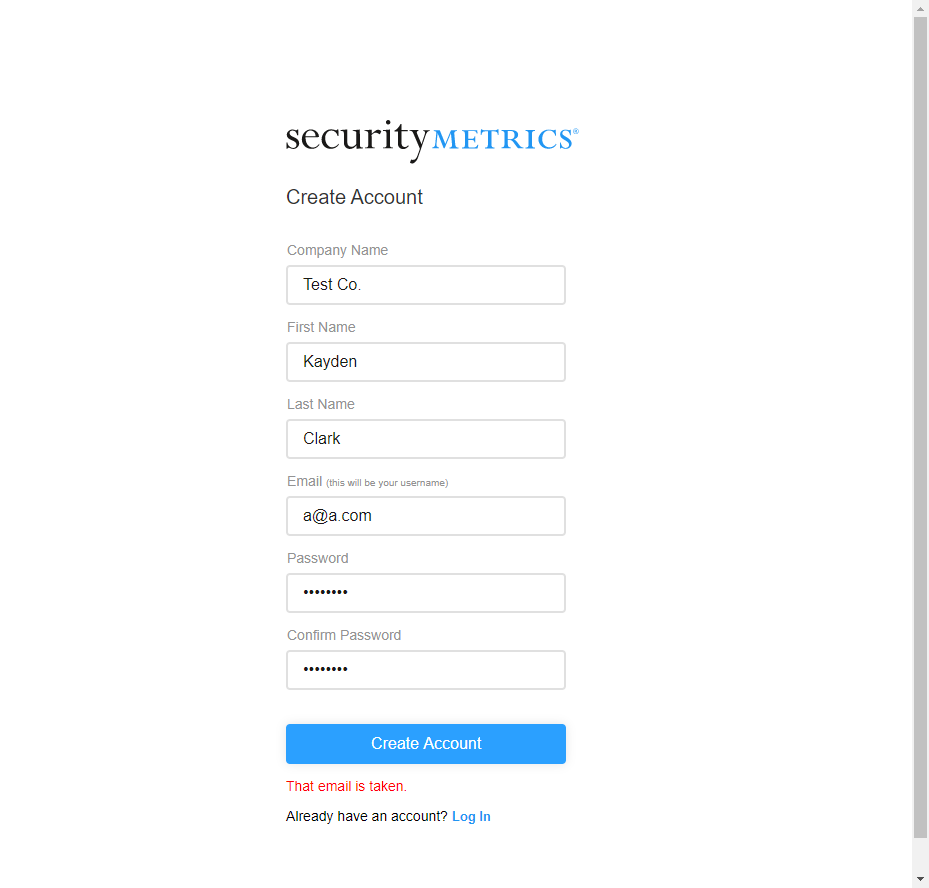 securityMETRICS®
Create Account
Company Name
Test Co.
First Name
Kayden
Last Name
Clark
Email (this will be your username)
a@a.com
Password
••••••••
Confirm Password
••••••••
Create Account
That email is taken.
Already have an account? Log In